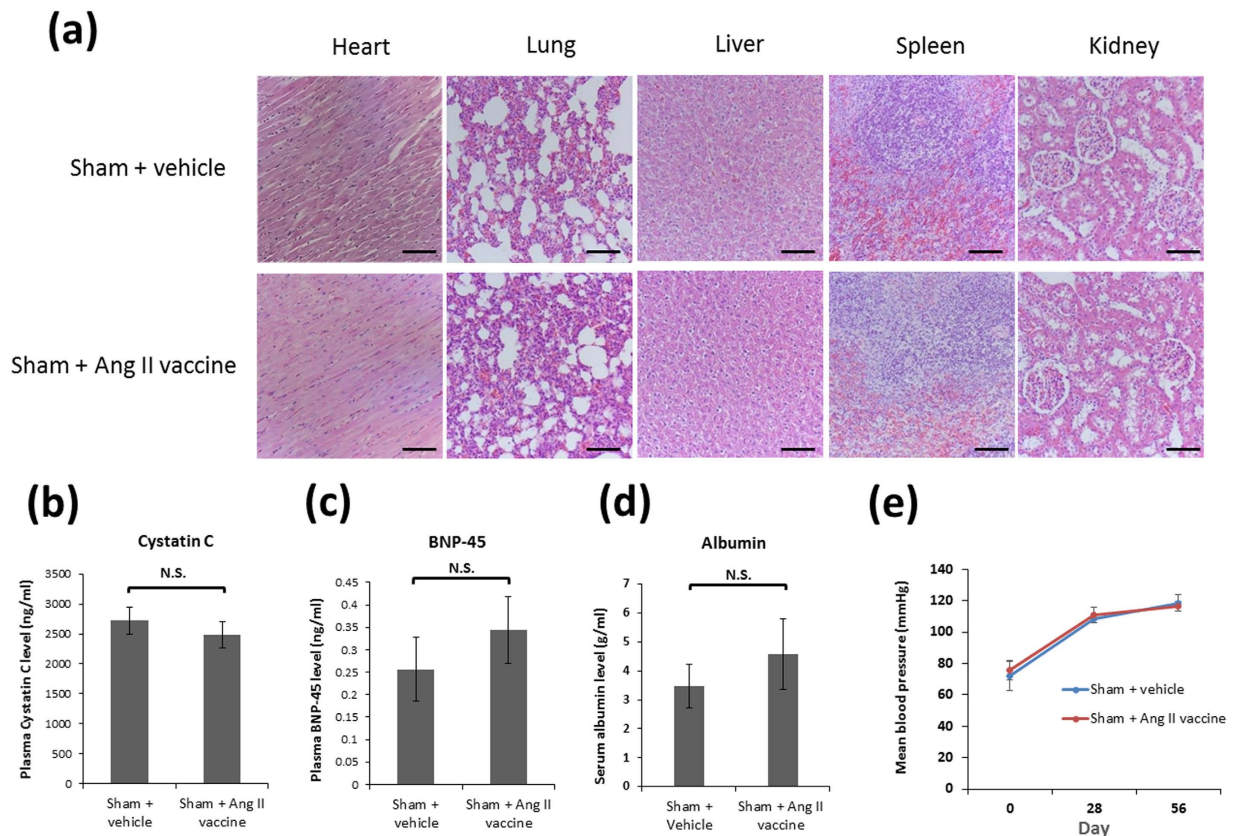 (a)
Heart Lung Liver Spleen Kidney
Sham + vehicle
Sham + Ang II vaccine
(b)
Cystatin C
N.S.
Plasma Cystatin C level (ng/ml)
3500
3000
2500
2000
1500
1000
500
0
Sham +
vehicle
Sham + Ang II
vaccine
(c)
BNP-45
N.S.
Plasma BNP-45 level (ng/ml)
0.45
0.4
0.35
0.3
0.25
0.2
0.15
0.1
0.05
0
Sham +
vehicle
Sham + Ang II
vaccine
(d)
Albumin
N.S.
Serum albumin level (g/ml)
7
6
5
4
3
2
1
0
Sham +
Vehicle
Sham + Ang II
vaccine
(e)
Mean blood pressure (mmHg)
140
120
100
80
60
40
20
0
Sham + vehicle
Sham + Ang II vaccine
0 28 56
Day